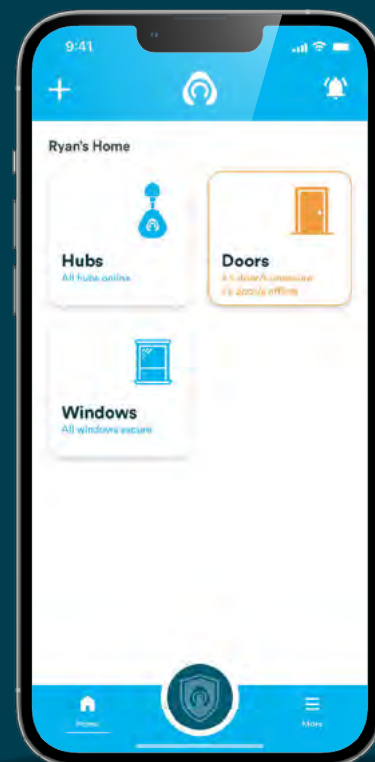 9:41
Ryan's Home
Hubs
All hubs online
Doors
Windows
All windows secure
Home
More